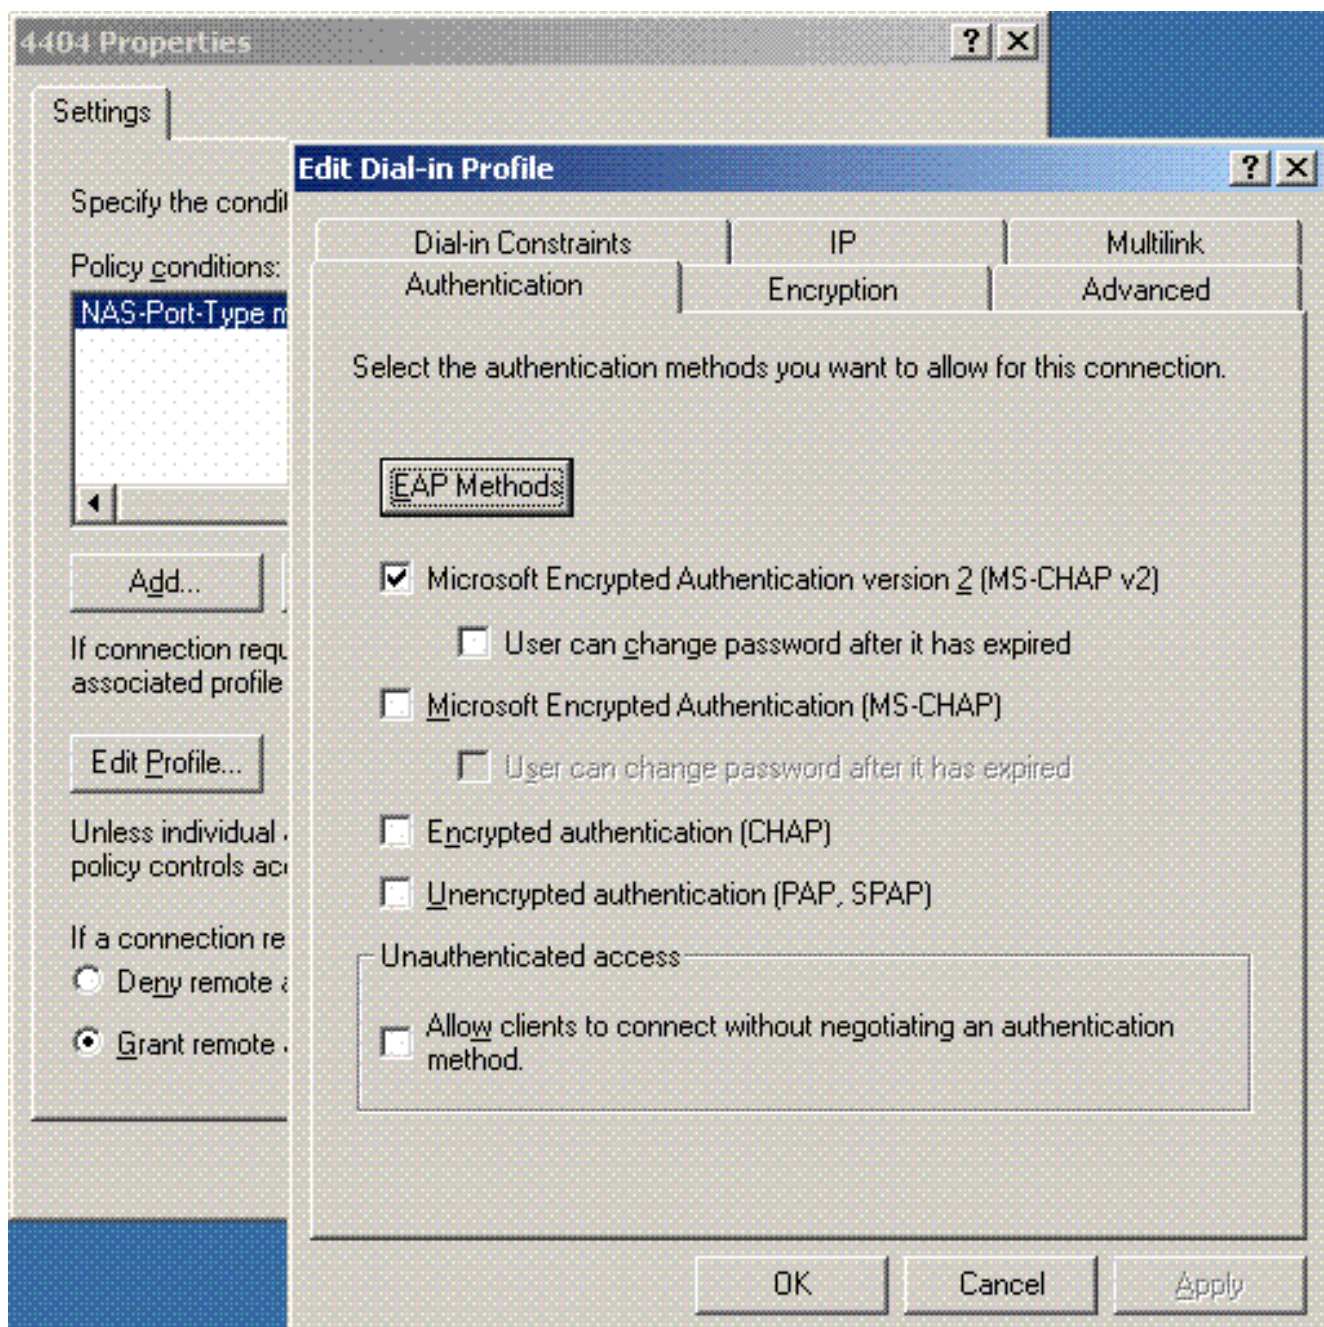 4404 Properties
Settings
Specify the condit
Policy conditions:
NAS-Port-Type m
Add...
If connection requ
associated profile
Edit Profile...
Unless individual
policy controls acc
If a connection re
Deny remote a
Grant remote
Edit Dial-in Profile
Dial-in Constraints
IP
Multilink
Authentication
Encryption
Advanced
Select the authentication methods you want to allow for this connection.
EAP Methods
Microsoft Encrypted Authentication version 2 (MS-CHAP v2)
User can change password after it has expired
Microsoft Encrypted Authentication (MS-CHAP)
User can change password after it has expired
Encrypted authentication (CHAP)
Unencrypted authentication (PAP, SPAP)
Unauthenticated access
Allow clients to connect without negotiating an authentication
method.
OK
Cancel
Apply